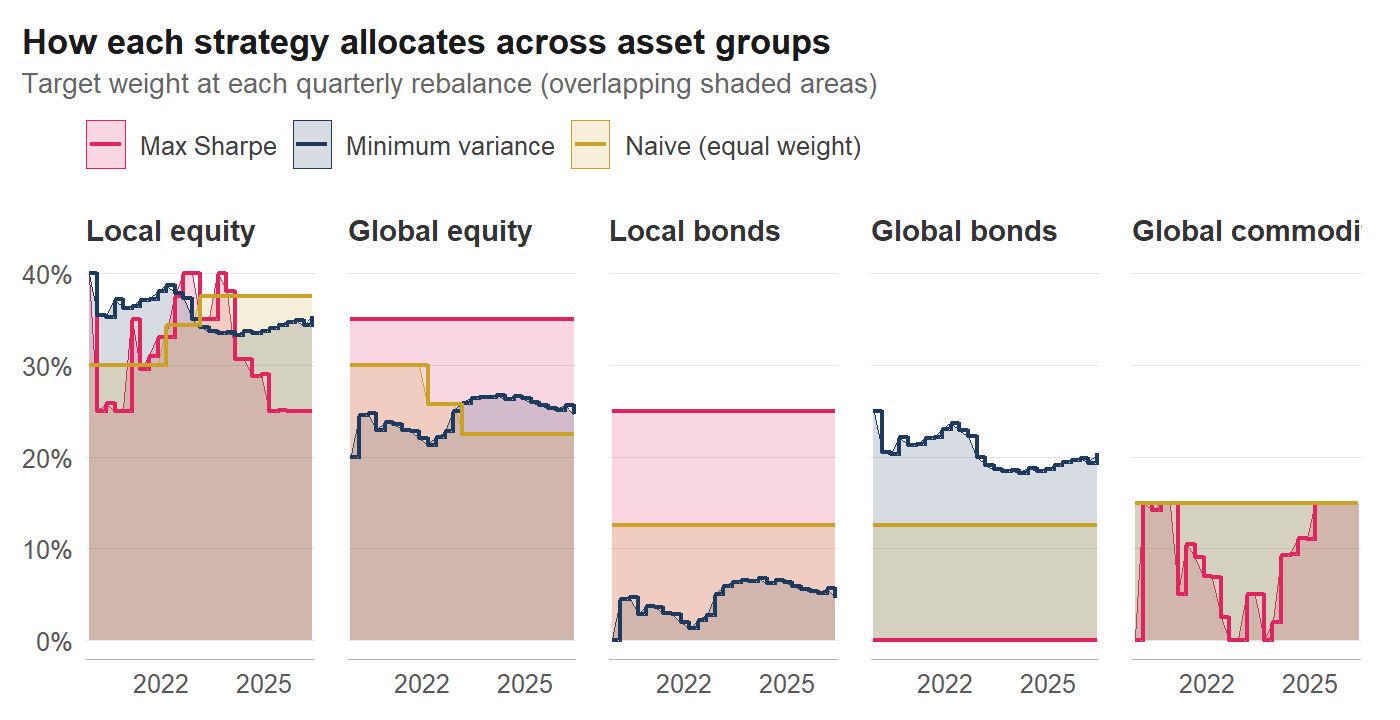 How each strategy allocates across asset groups
Target weight at each quarterly rebalance (overlapping shaded areas)
Max Sharpe Minimum variance Naive (equal weight)
Local equity Global equity Local bonds Global bonds Global commodi
40%
30%
20%
10%
0%
2022 2025 2022 2025 2022 2025 2022 2025 2022 2025